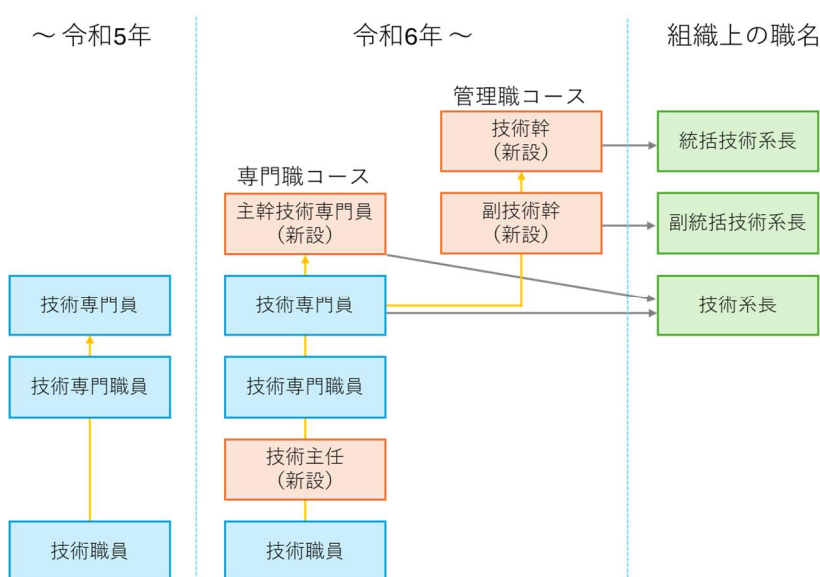 ～ 令和5年
令和6年 ～
組織上の職名
管理職コース
技術幹
（新設）
統括技術系長
専門職コース
主幹技術専門員
（新設）
副技術幹
（新設）
副統括技術系長
技術専門員
技術専門員
技術系長
技術専門職員
技術専門職員
技術主任
（新設）
技術職員
技術職員